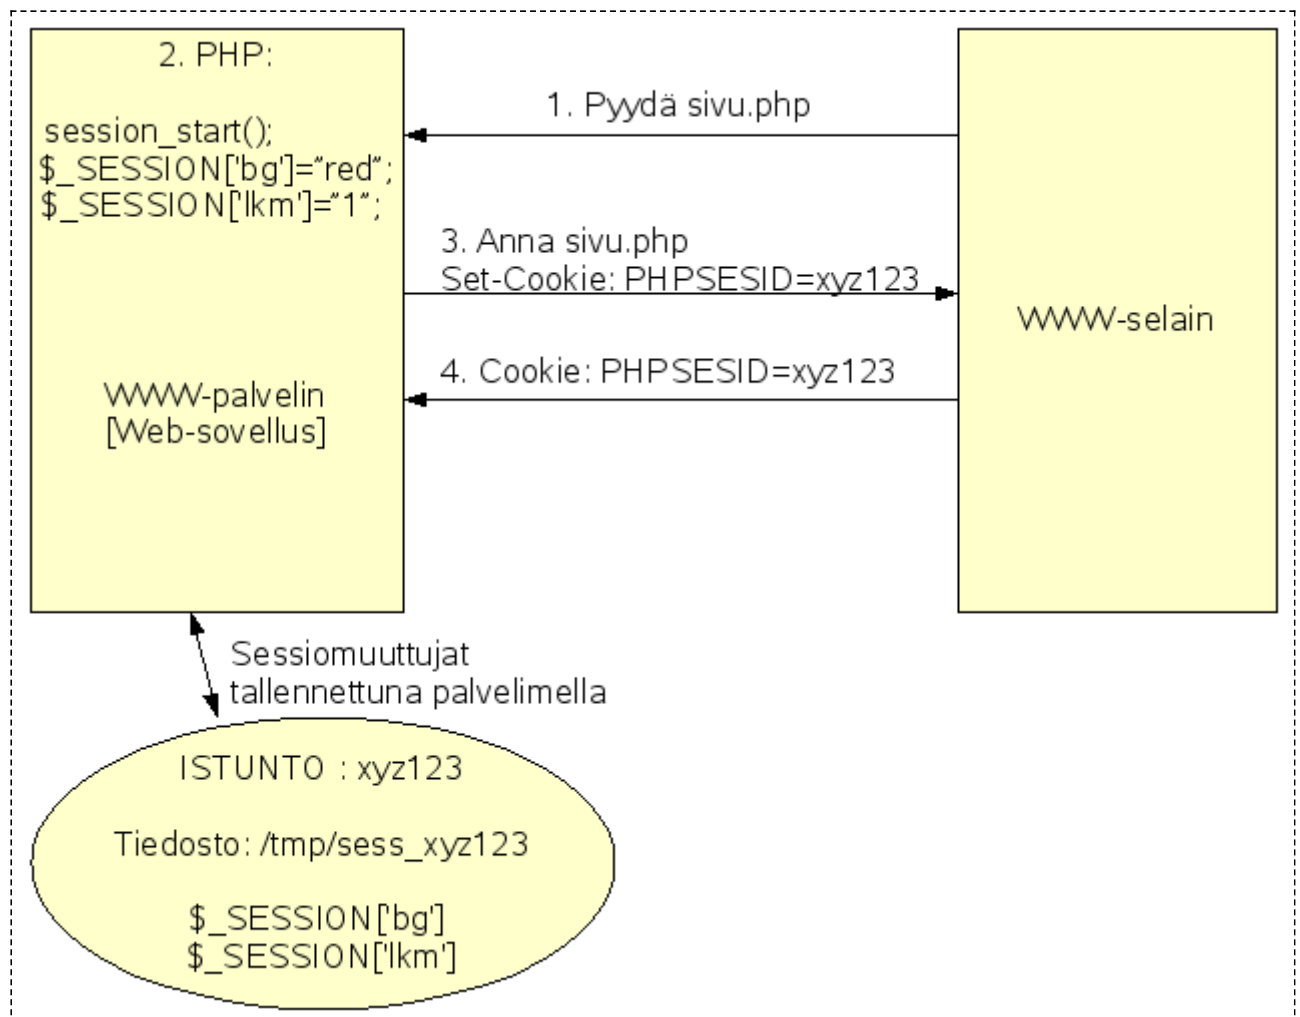 2. PHP:
session_start();
$_SESSION['bg']="red";
$_SESSION['lkm']="1";
WWW-palvelin
[Web-sovellus]
1. Pyydä sivu.php
3. Anna sivu.php
Set-Cookie: PHPSESID=xyz123
4. Cookie: PHPSESID=xyz123
WWW-selain
Sessiomuuttujat
tallennettuna palvelimella
ISTUNTO : xyz123
Tiedosto: /tmp/sess_xyz123
$_SESSION['bg']
$_SESSION['lkm']